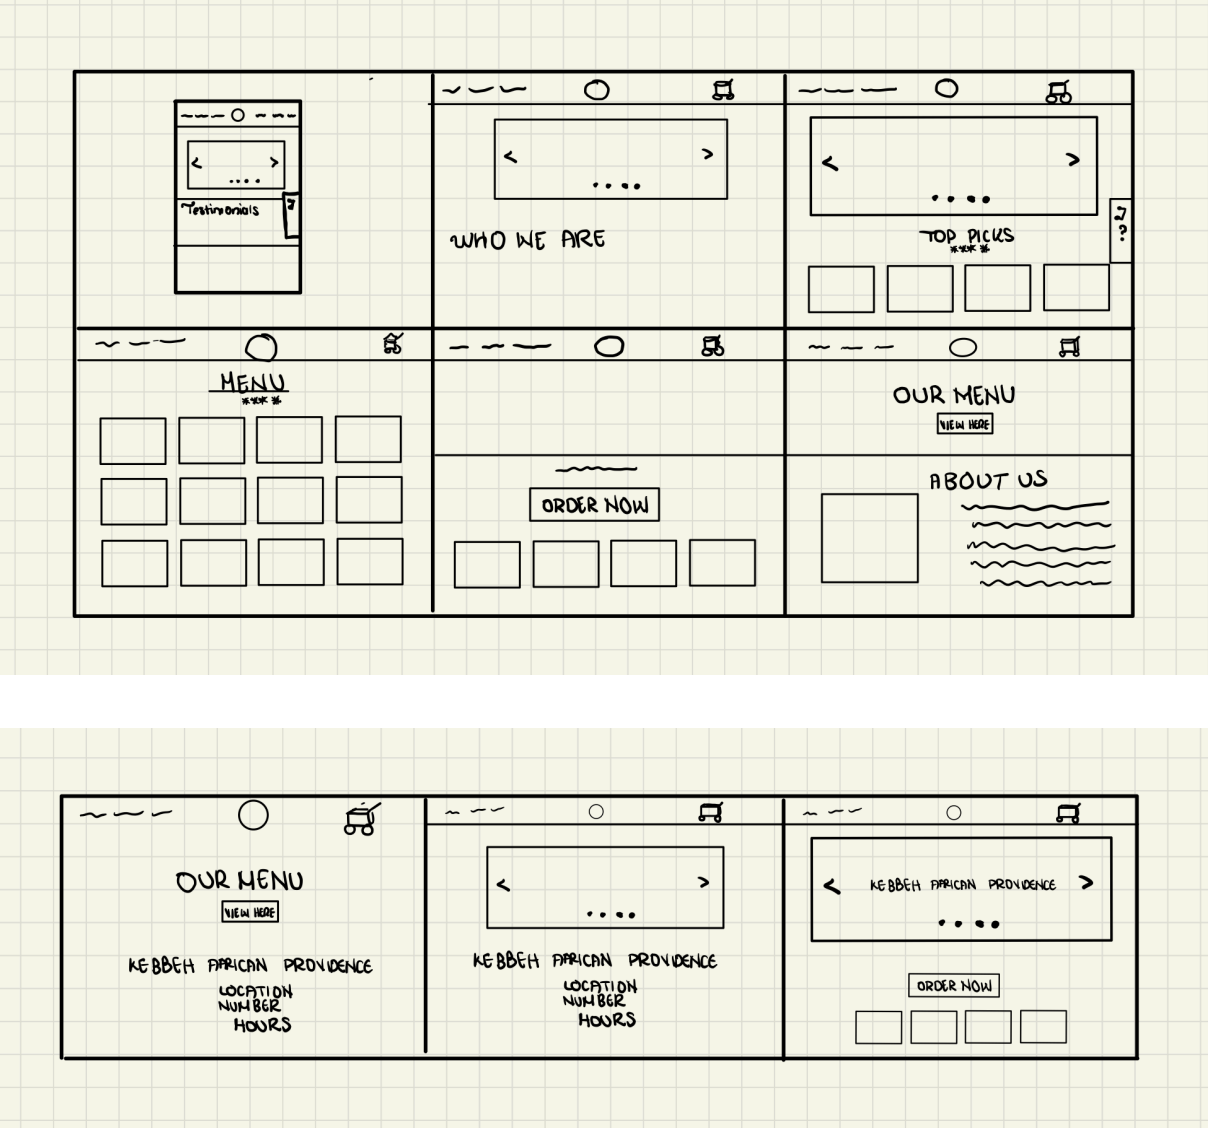 Testimonials
WHO WE ARE
TOP PICKS
?
MENU
ORDER NOW
OUR MENU
VIEW HERE
ABOUT US
OUR MENU
VIEW HERE
KEBBEH AFRICAN PROVIDENCE
LOCATION
NUMBER
HOURS
KEBBEH AFRICAN PROVIDENCE
LOCATION
NUMBER
HOURS
KEBBEH AFRICAN PROVIDENCE
ORDER NOW